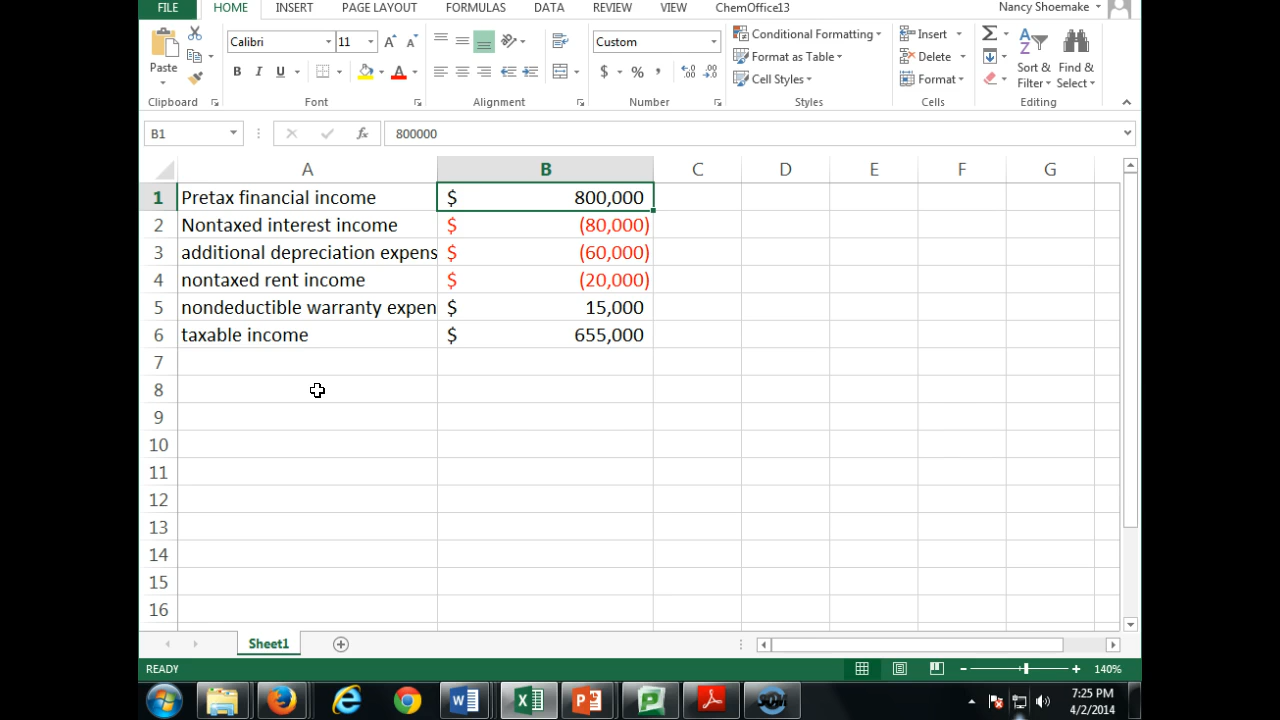 FILE HOME INSERT PAGE LAYOUT FORMULAS DATA REVIEW VIEW ChemOffice13 Nancy Shoemake
Calibri 11 Custom Conditional Formatting Insert
Paste Format as Table Delete Sort & Find &
B I U $ % , Cell Styles Format Filter Select
Clipboard Font Alignment Number Styles Cells Editing
B1 fx 800000
A B C D E F G
1 Pretax financial income $ 800,000
2 Nontaxed interest income $ (80,000)
3 additional depreciation expens $ (60,000)
4 nontaxed rent income $ (20,000)
5 nondeductible warranty expen $ 15,000
6 taxable income $ 655,000
7
8
9
10
11
12
13
14
15
16
Sheet1
READY 140%
7:25 PM
4/2/2014